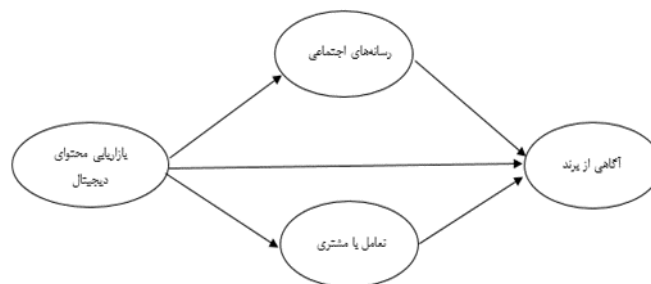 رسانه‌های اجتماعی
بازاریابی محتوای
دیجیتال
آگاهی از برند
تعامل با مشتری